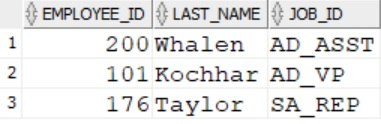 EMPLOYEE_ID LAST_NAME JOB_ID
1 200 Whalen AD_ASST
2 101 Kochhar AD_VP
3 176 Taylor SA_REP